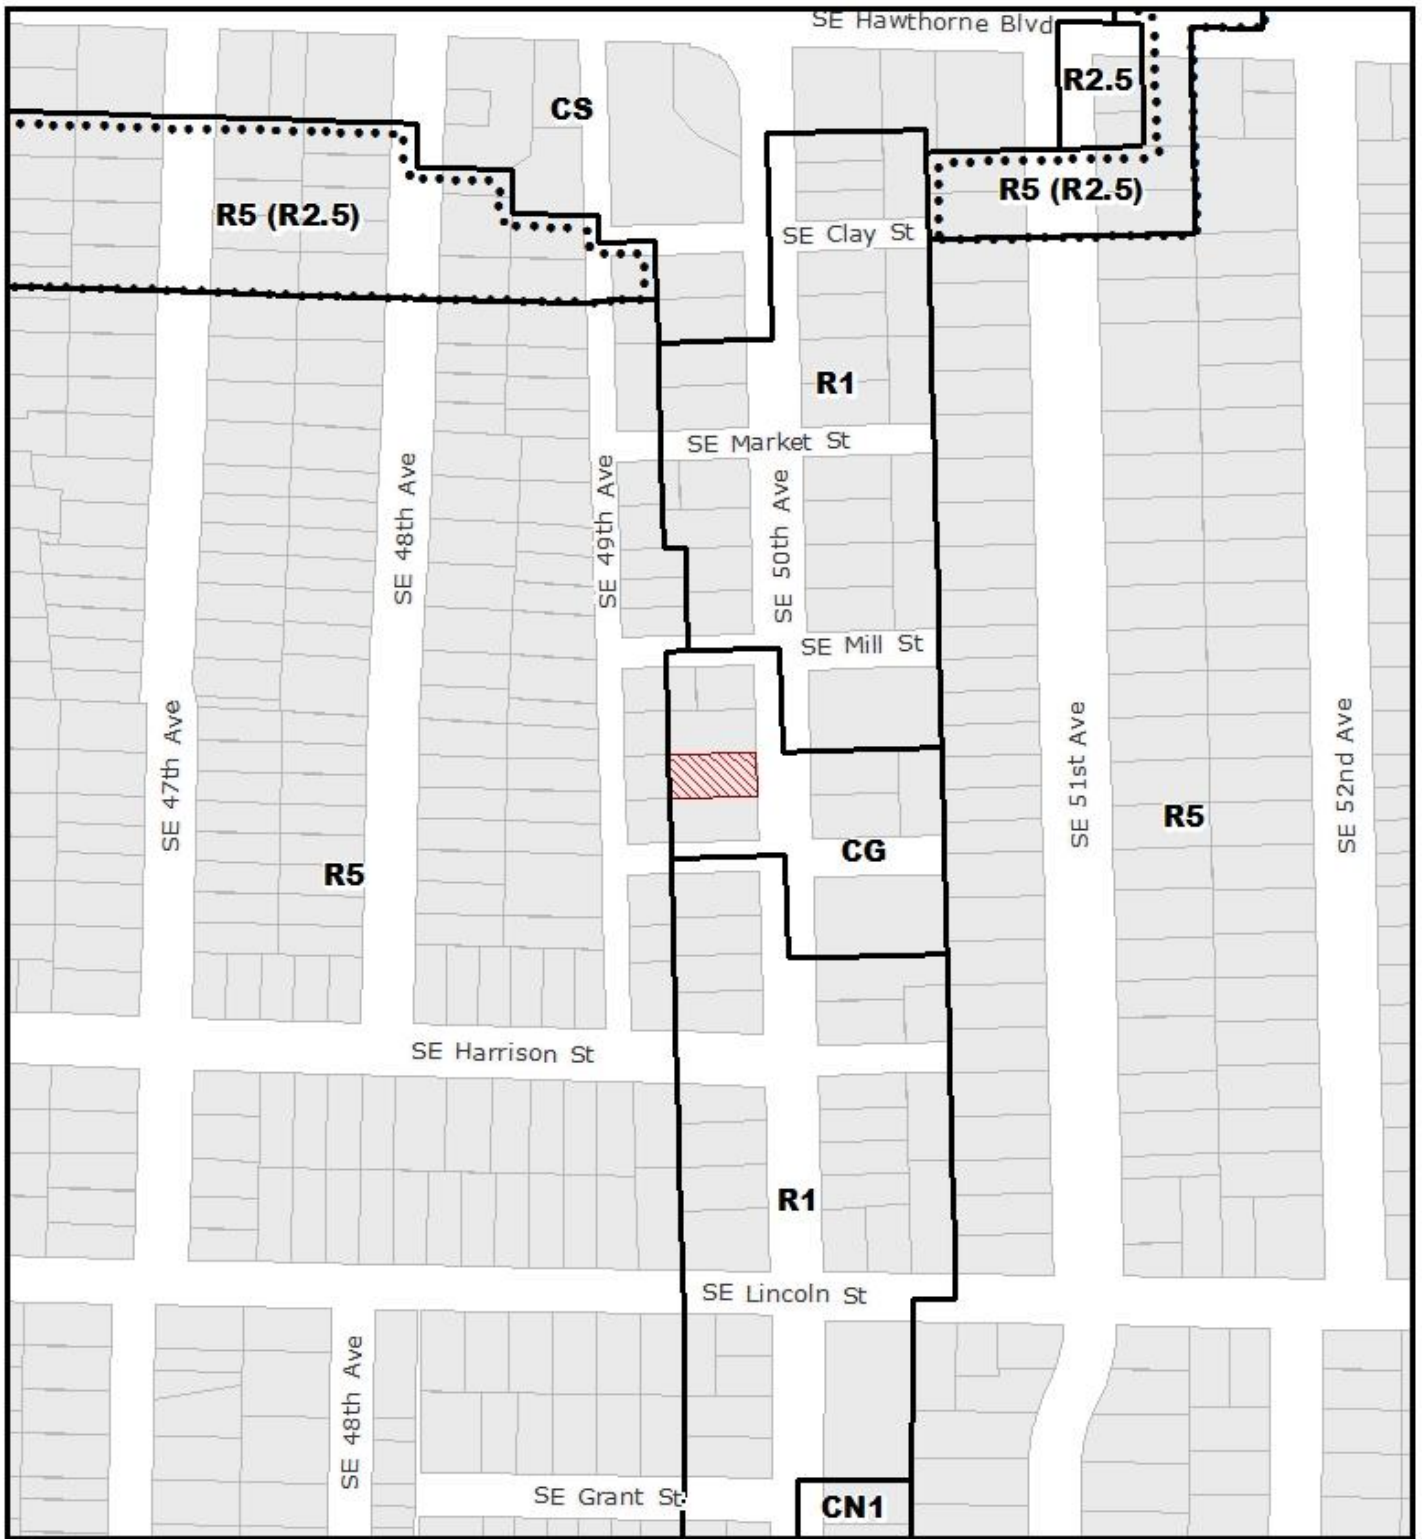 SE Hawthorne Blvd
R2.5
CS
R5 (R2.5)
R5 (R2.5)
SE Clay St
R1
SE Market St
SE 48th Ave
SE 49th Ave
SE 50th Ave
SE Mill St
SE 47th Ave
SE 51st Ave
SE 52nd Ave
R5
CG
R5
SE Harrison St
R1
SE Lincoln St
SE 48th Ave
SE Grant St
CN1